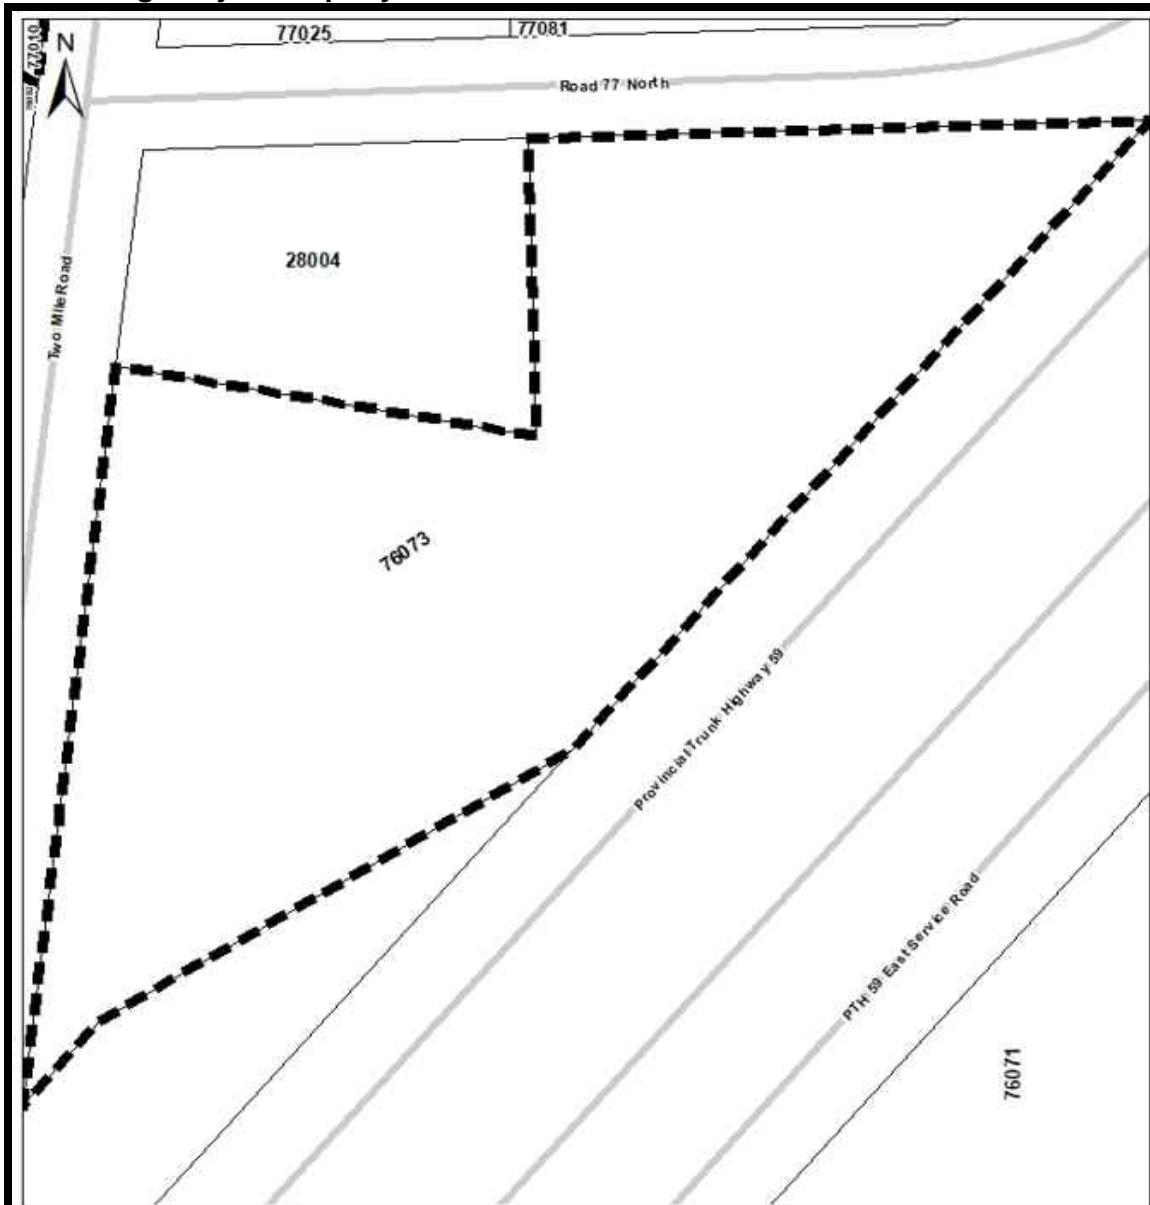 77025
77081
77010
N
Road 77 North
28004
Two Mile Road
76073
Provincial Trunk Highway 59
PTH 59 East Service Road
76071